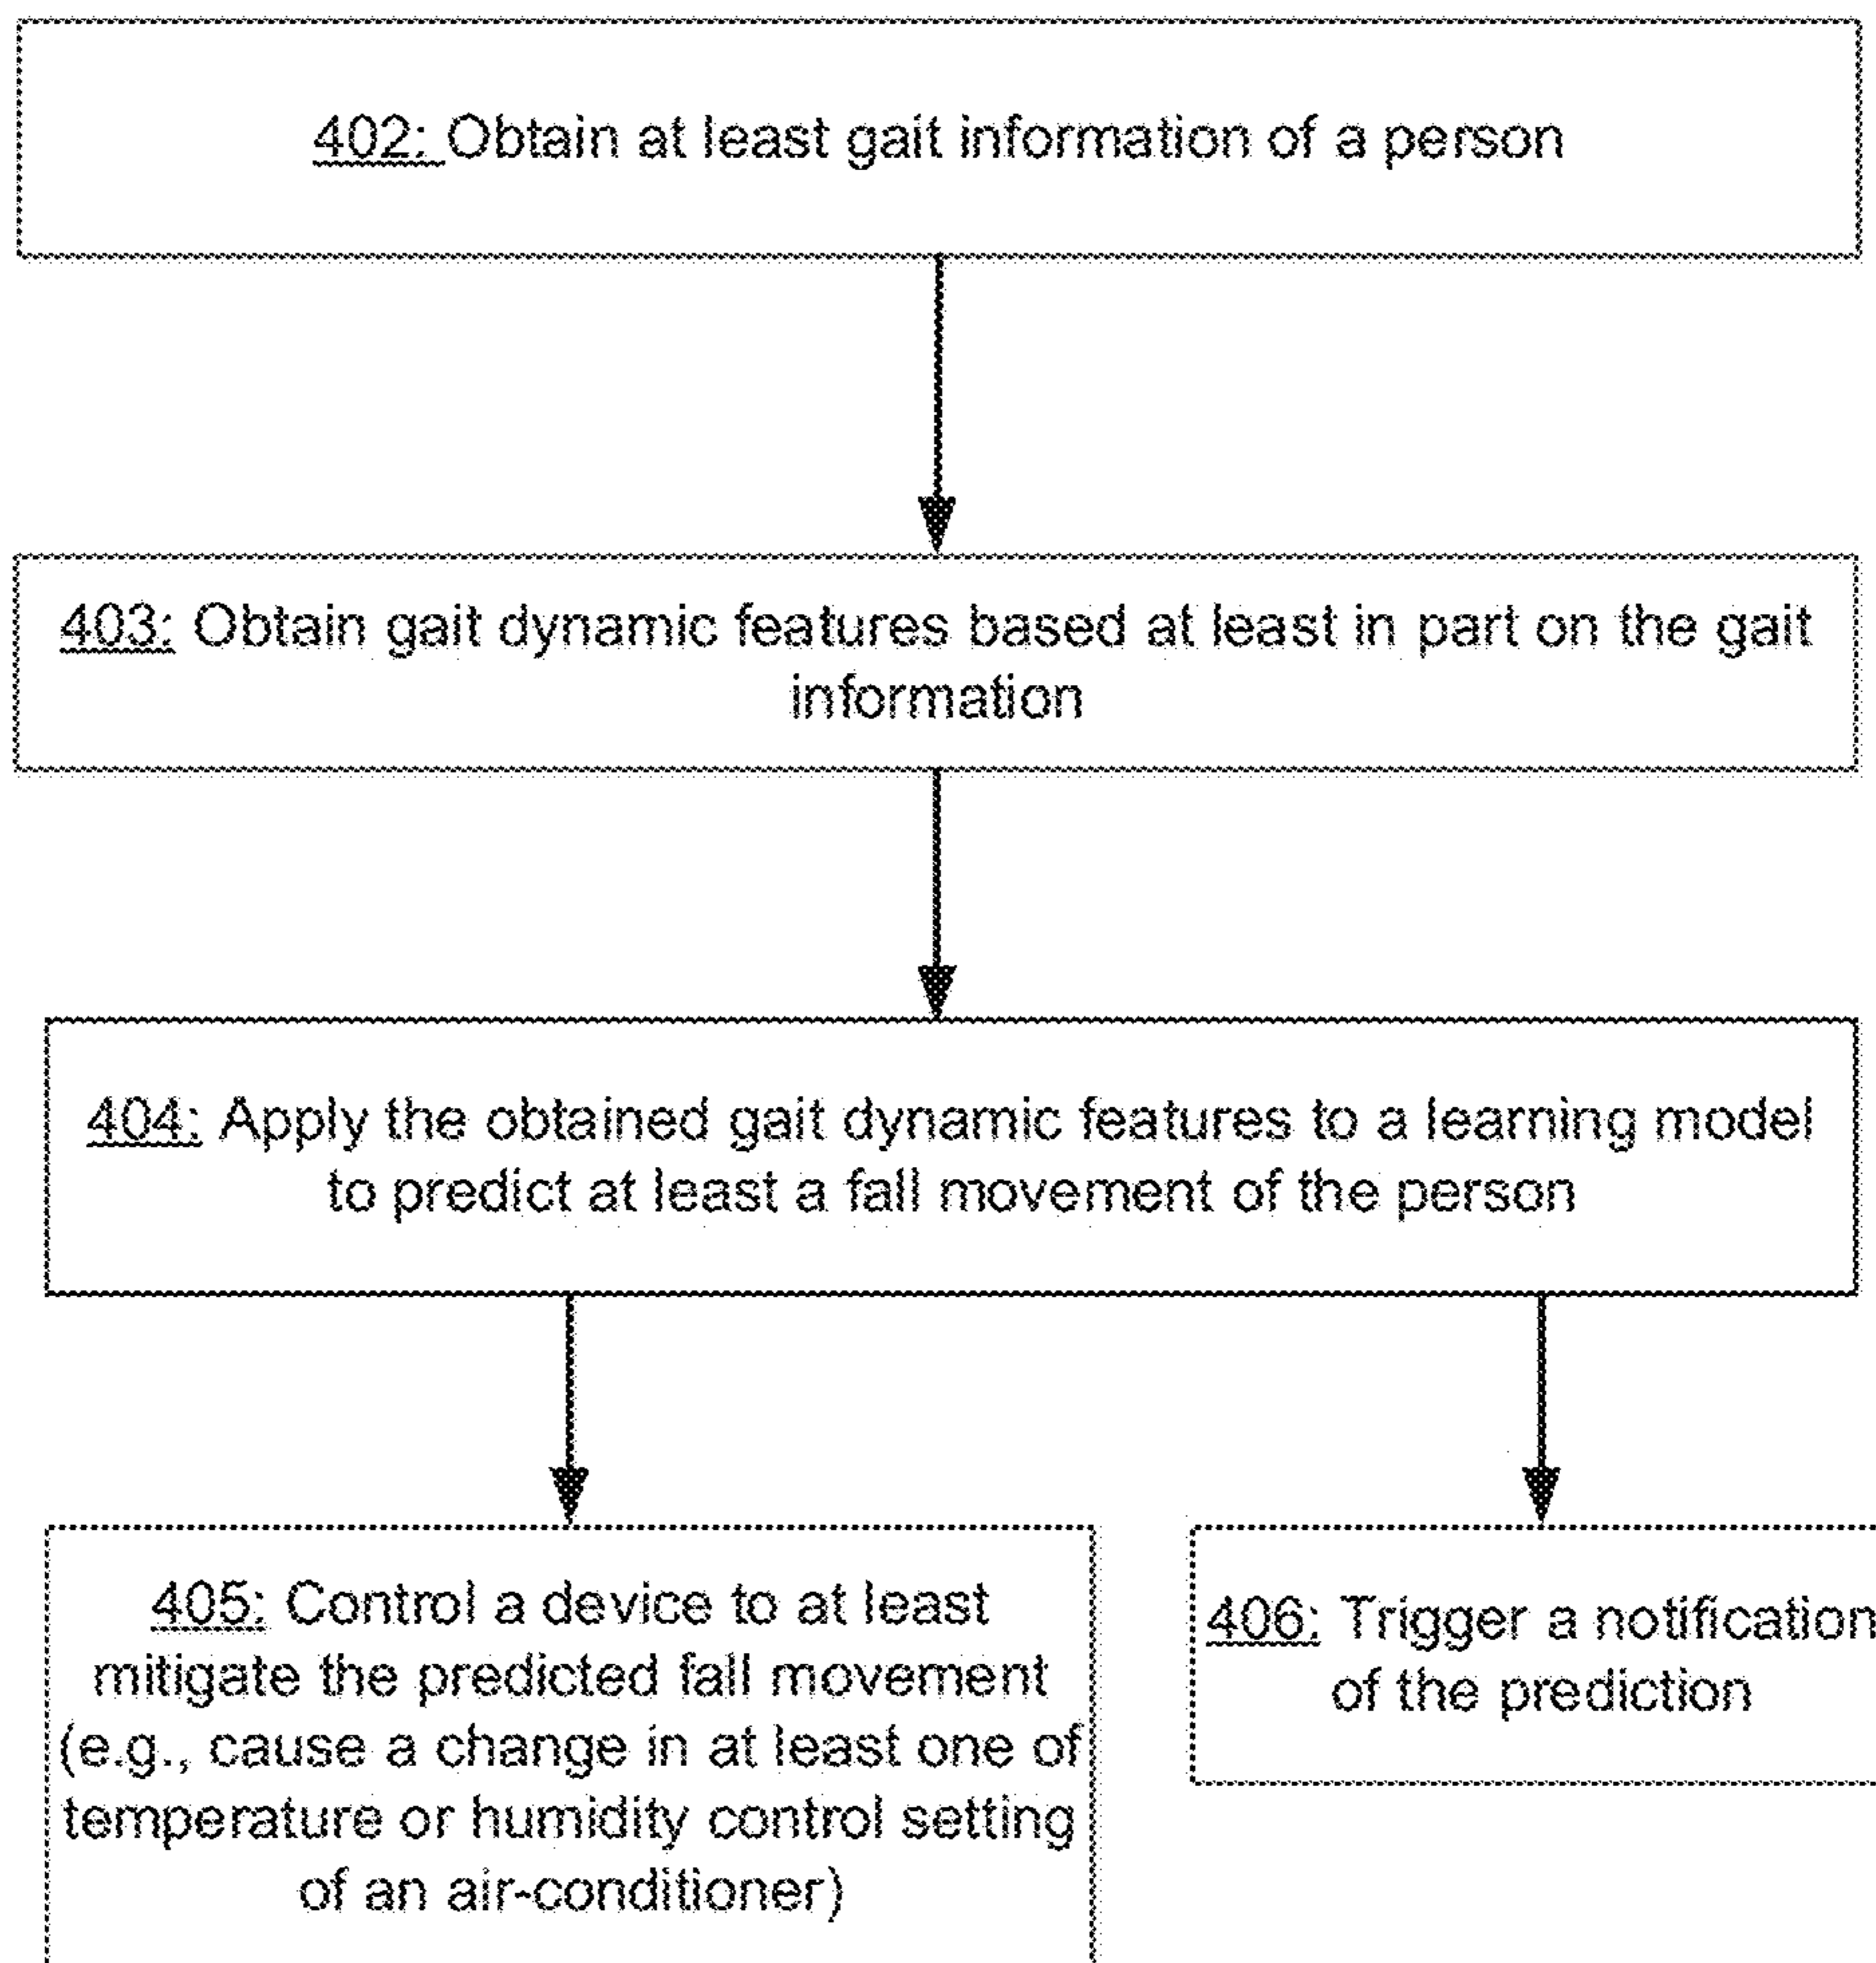 402: Obtain at least gait information of a person
403: Obtain gait dynamic features based at least in part on the gait
information
404: Apply the obtained gait dynamic features to a learning model
to predict at least a fall movement of the person
405: Control a device to at least
mitigate the predicted fall movement
(e.g., cause a change in at least one of
temperature or humidity control setting
of an air-conditioner)
406: Trigger a notification
of the prediction